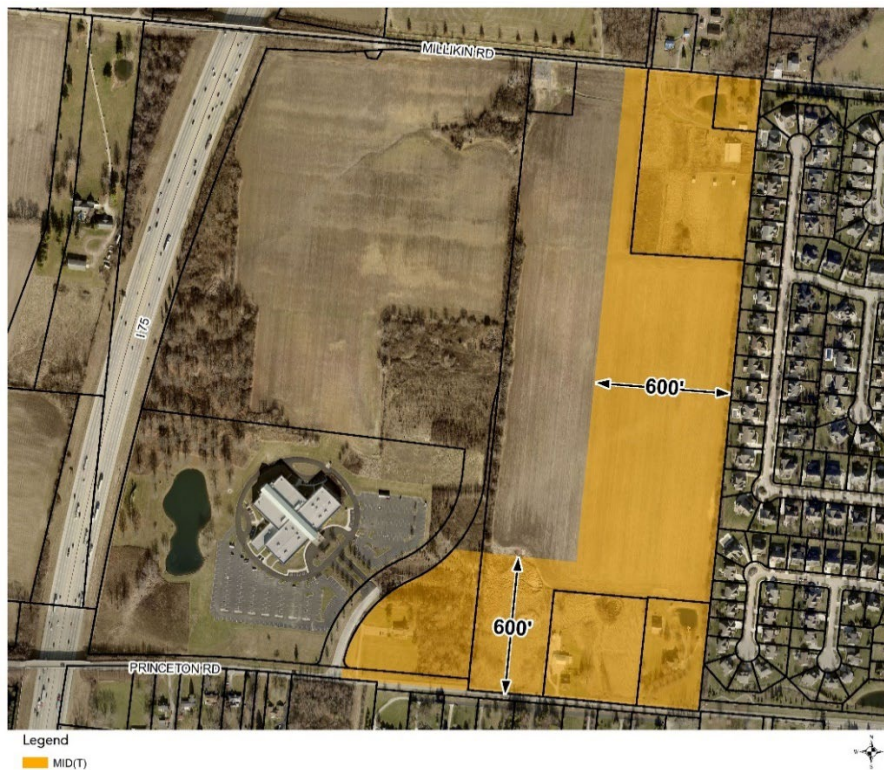 MILLIKIN RD
I 75
600'
600'
PRINCETON RD
Legend
MID(T)
N
S